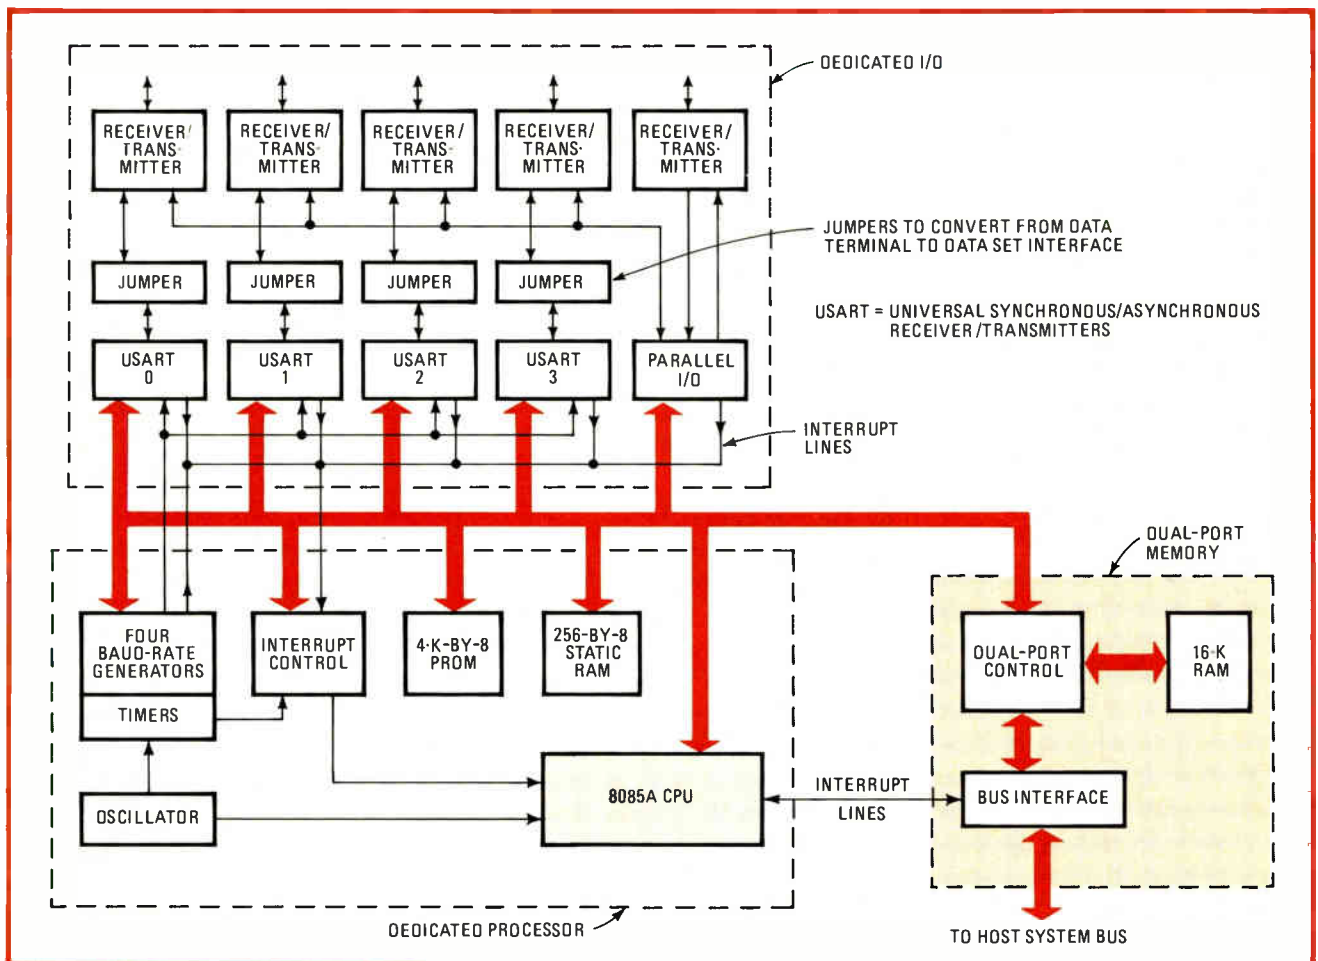 DEDICATED I/O
RECEIVER/
TRANS-
MITTER
RECEIVER/
TRANS-
MITTER
RECEIVER/
TRANS-
MITTER
RECEIVER/
TRANS-
MITTER
RECEIVER/
TRANS-
MITTER
JUMPERS TO CONVERT FROM DATA
TERMINAL TO DATA SET INTERFACE
JUMPER
JUMPER
JUMPER
JUMPER
USART = UNIVERSAL SYNCHRONOUS/ASYNCHRONOUS
RECEIVER/TRANSMITTERS
USART
0
USART
1
USART
2
USART
3
PARALLEL
I/O
INTERRUPT
LINES
DUAL-PORT
MEMORY
FOUR
BAUD-RATE
GENERATORS
TIMERS
INTERRUPT
CONTROL
4-K-BY-8
PROM
256-BY-8
STATIC
RAM
DUAL-PORT
CONTROL
16-K
RAM
OSCILLATOR
8085A CPU
INTERRUPT
LINES
BUS INTERFACE
DEDICATED PROCESSOR
TO HOST SYSTEM BUS